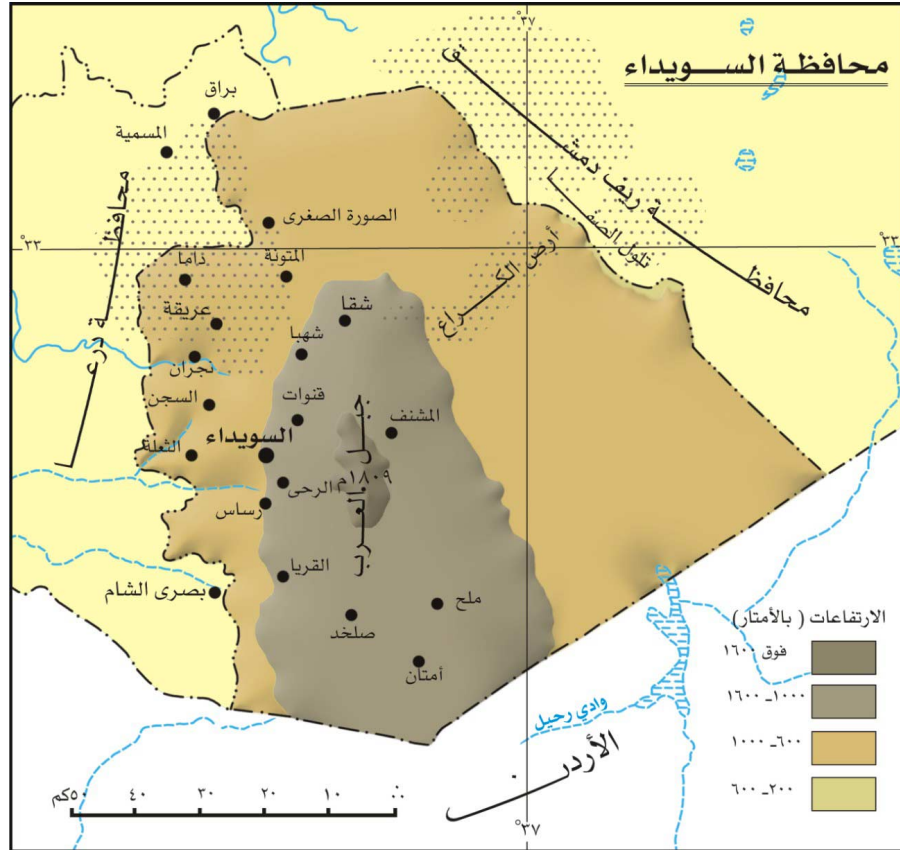 محافظة السويداء
°٣٧
براق
المسمية
محافظة ريف دمشق
محافظة درعا
الصورة الصغرى
تلول الصفا
°٣٣
°٣٣
أرض الكراع
المتونة
داما
شقا
عريقة
شهبا
نجران
قنوات
السجن
المشنف
السويداء
الثعلة
جبل العرب
١٨٠٩م
الرحى
رساس
القريا
بصرى الشام
ملح
صلخد
أمتان
الارتفاعات ( بالأمتار)
فوق ١٦٠٠
١٠٠٠ـ ١٦٠٠
٦٠٠ـ ١٠٠٠
٢٠٠ـ ٦٠٠
وادي رحيل
الأردن
٥٠كم ٤٠ ٣٠ ٢٠ ١٠ ٠
°٣٧